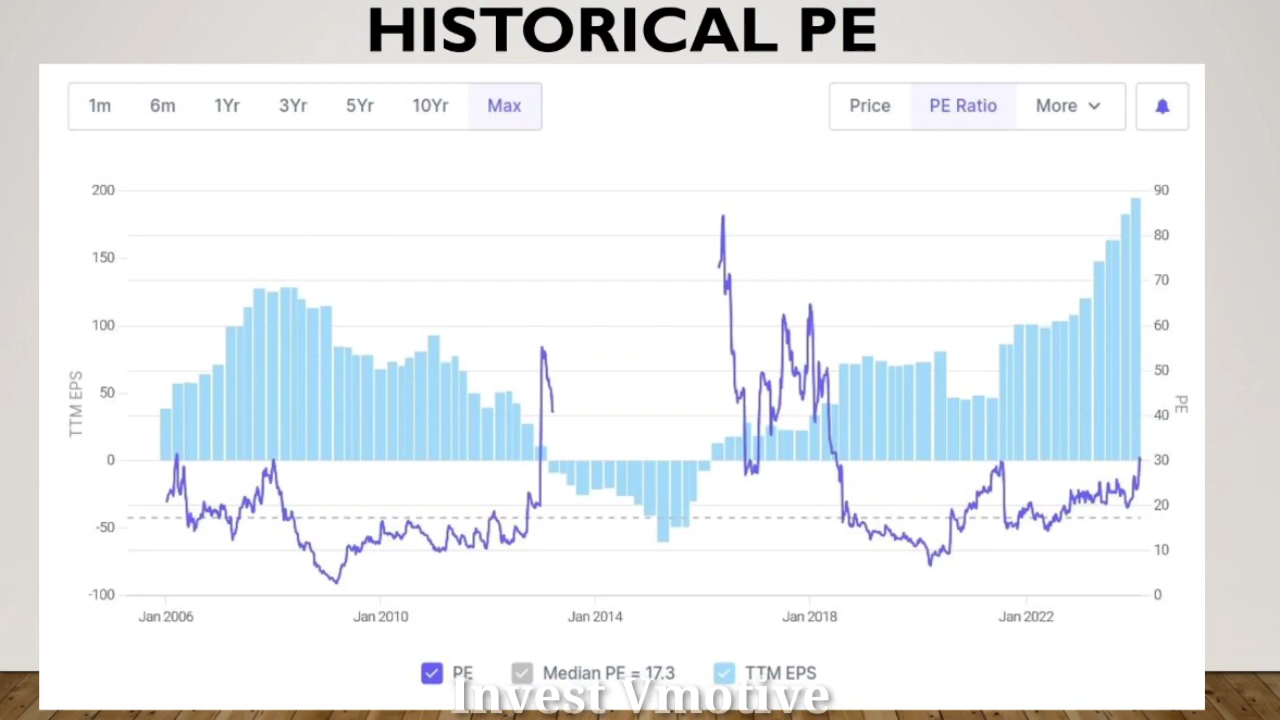 HISTORICAL PE
1m 6m 1Yr 3Yr 5Yr 10Yr Max
Price PE Ratio More
200 90
80
150
70
100 60
50
50
40
0 30
20
-50
10
-100 0
TTM EPS
PE
Jan 2006 Jan 2010 Jan 2014 Jan 2018 Jan 2022
PE Median PE = 17.3 TTM EPS
Invest Vmotive